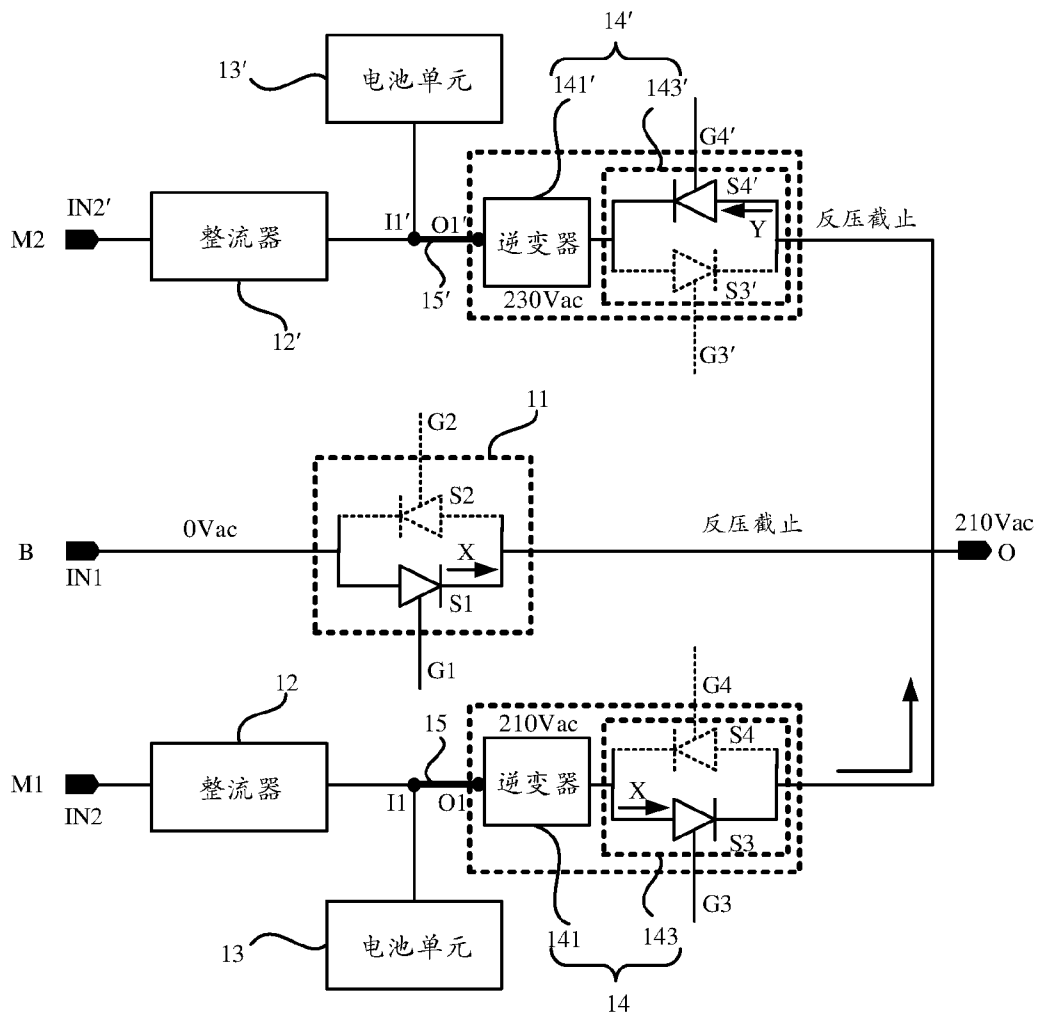 14′
13′
电池单元
141′
143′
G4′
IN2′
M2
整流器
I1′
O1′
逆变器
S4′
Y
反压截止
15′
230Vac
S3′
12′
G3′
11
G2
S2
0Vac
反压截止
210Vac
B
IN1
X
O
S1
G1
12
G4
15
210Vac
S4
M1
整流器
逆变器
X
IN2
I1
O1
S3
G3
13
电池单元
141
143
14